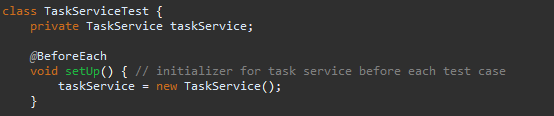 class TaskServiceTest {
    private TaskService taskService;

    @BeforeEach
    void setUp() { // initializer for task service before each test case
        taskService = new TaskService();
    }